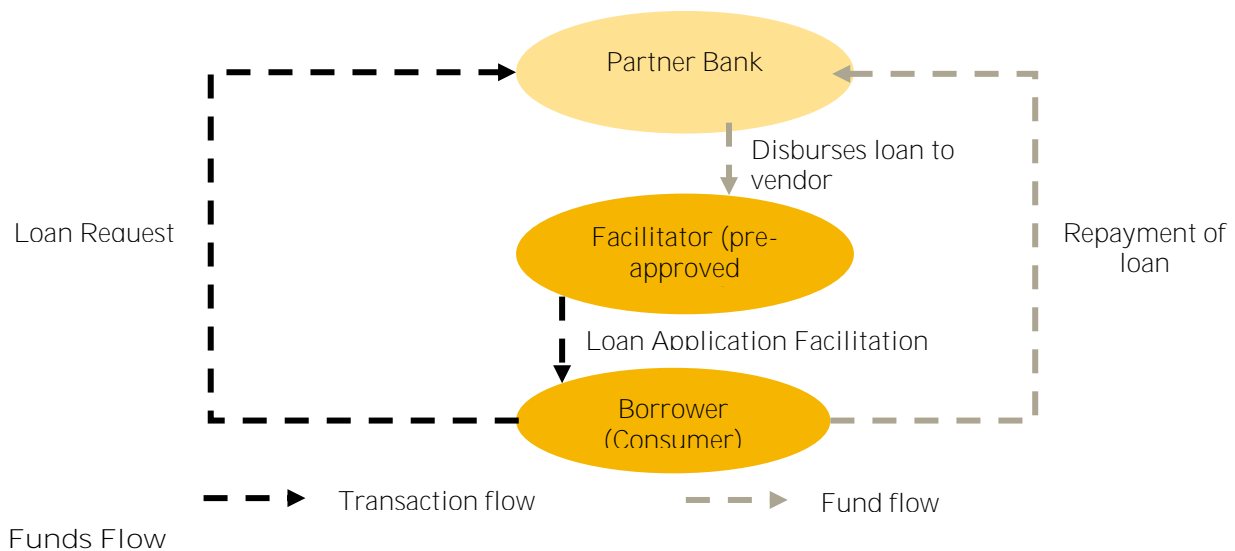 Partner Bank
Disburses loan to
vendor
Loan Request
Facilitator (pre-
approved
Repayment of
loan
Loan Application Facilitation
Borrower
(Consumer)
Transaction flow
Fund flow
Funds Flow